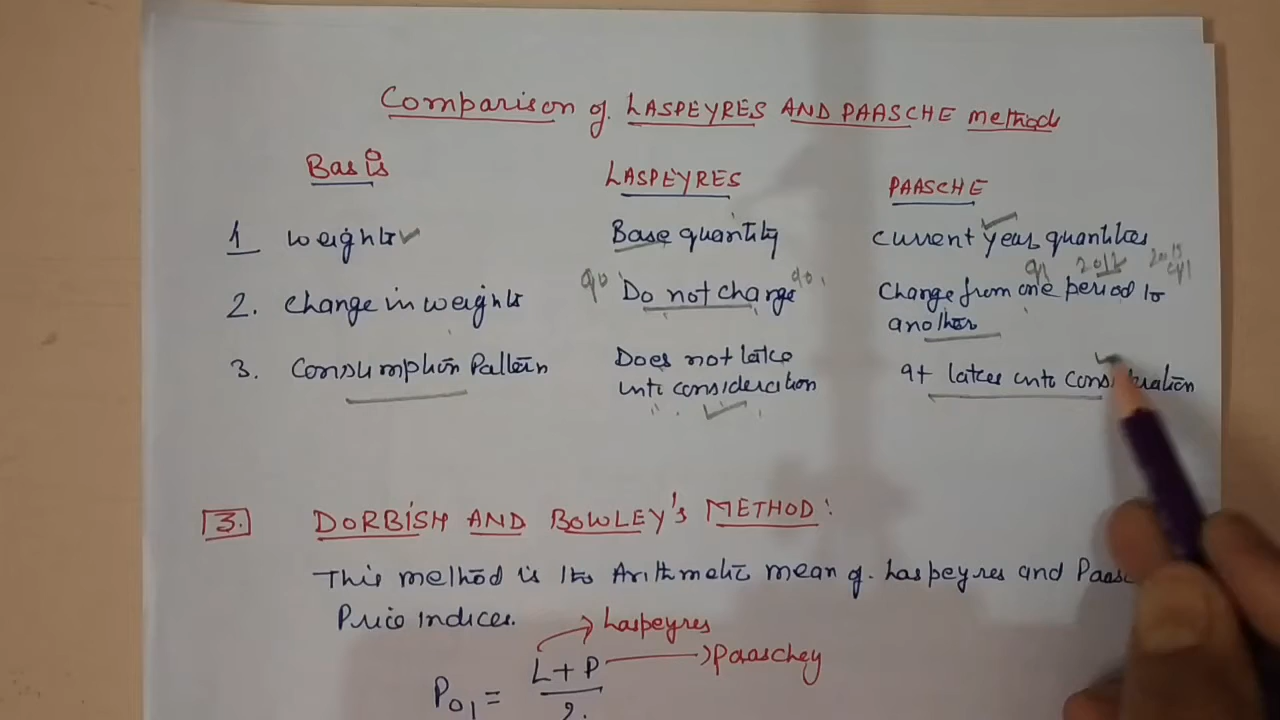 Comparison of LASPEYRES AND PAASCHE method
Basis LASPEYRES PAASCHE
1 weights Base quantity current year quantities
2. Change in weights q0 Do not change q0. Change from one period to another q1
3. Consumption Pattern Does not take into consideration It takes into consideration
3. DORBISH AND BOWLEY'S METHOD:
This method is the Arithmetic mean of Laspeyres and
Price indices.
Laspeyres
L+P Paaschey
P01 =
2.